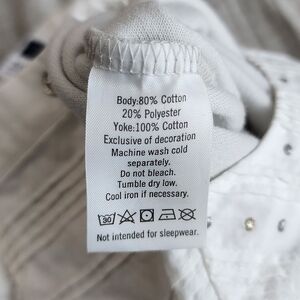 Body:80% Cotton
20% Polyester
Yoke:100% Cotton
Exclusive of decoration
Machine wash cold
separately.
Do not bleach.
Tumble dry low.
Cool iron if necessary.
30
Not intended for sleepwear.